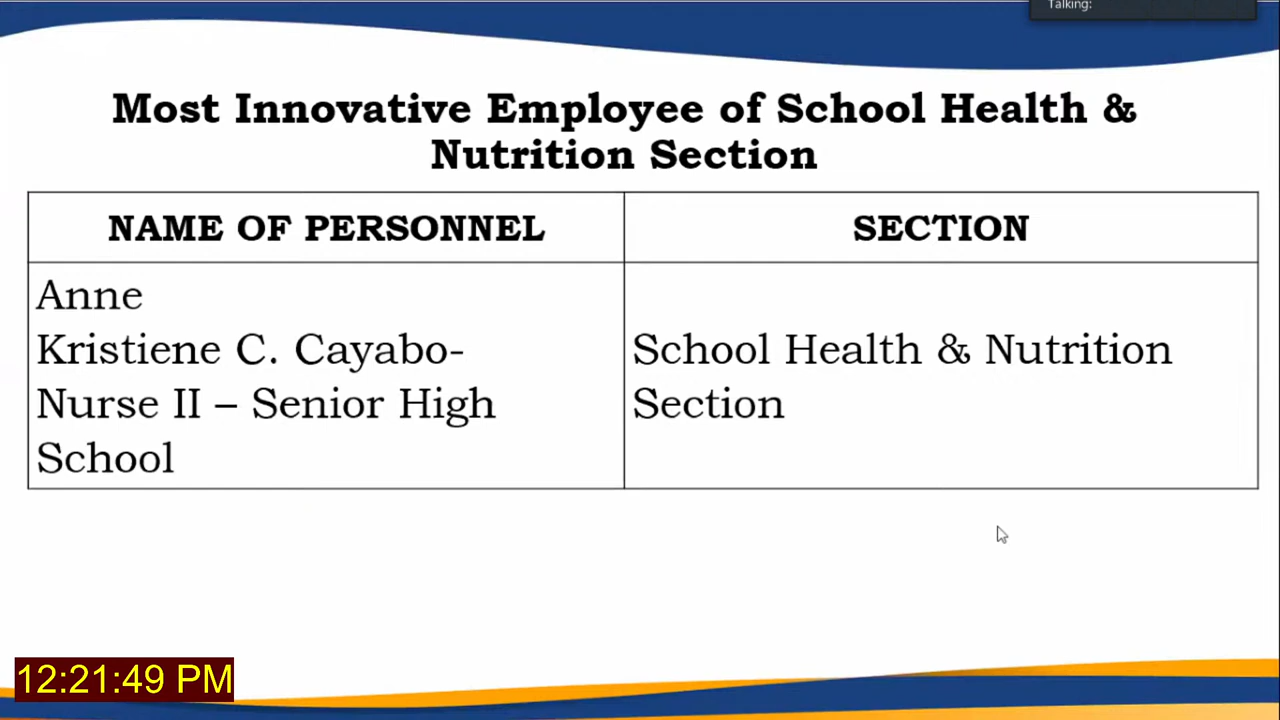 Talking:
Most Innovative Employee of School Health &
Nutrition Section
NAME OF PERSONNEL
SECTION
Anne
Kristiene C. Cayabo-
Nurse II – Senior High
School
School Health & Nutrition
Section
12:21:49 PM